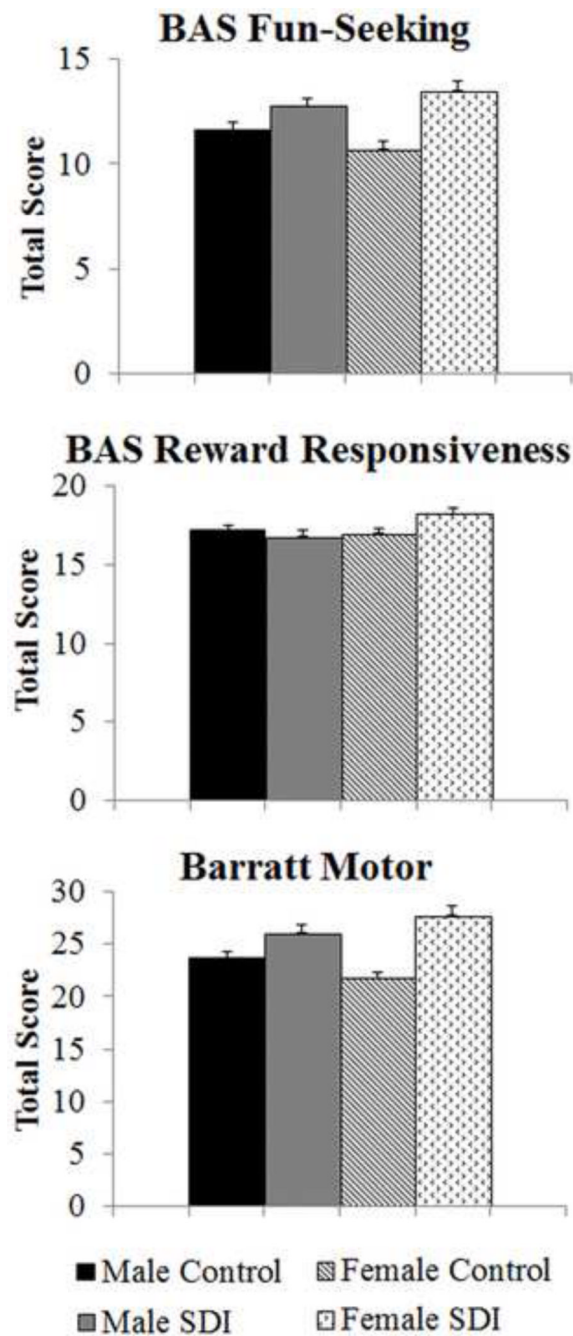 BAS Fun-Seeking
15
10
5
0
Total Score
BAS Reward Responsiveness
20
15
10
5
0
Total Score
Barratt Motor
30
25
20
15
10
5
0
Total Score
Male Control Female Control
Male SDI Female SDI